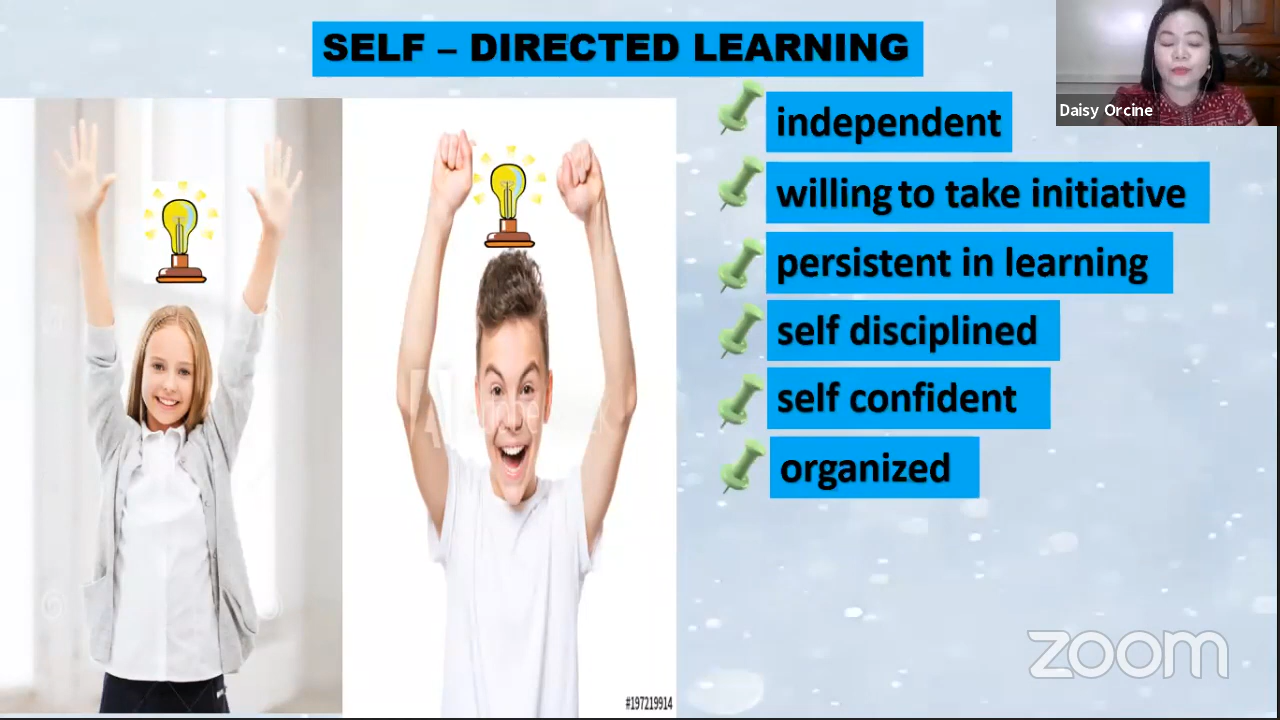 SELF – DIRECTED LEARNING
Daisy Orcine
independent
willing to take initiative
persistent in learning
self disciplined
self confident
organized
zoom
#197219914